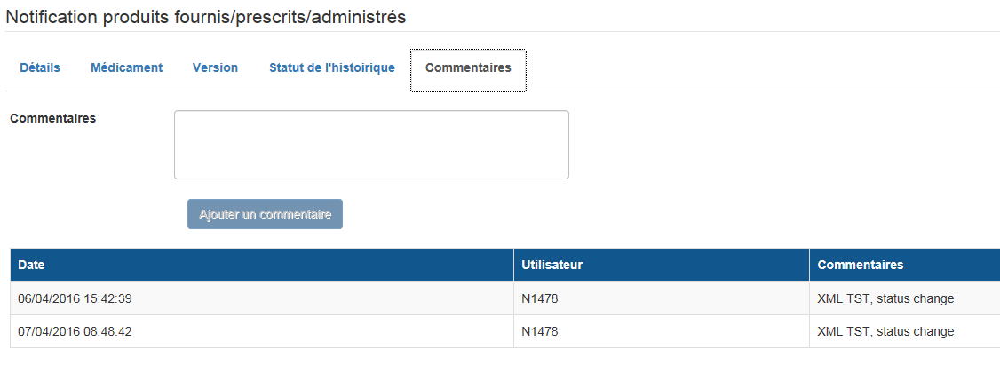 Notification produits fournis/prescrits/administrés
Détails Médicament Version Statut de l'histoirique Commentaires
Commentaires
Ajouter un commentaire
Date Utilisateur Commentaires
06/04/2016 15:42:39 N1478 XML TST, status change
07/04/2016 08:48:42 N1478 XML TST, status change